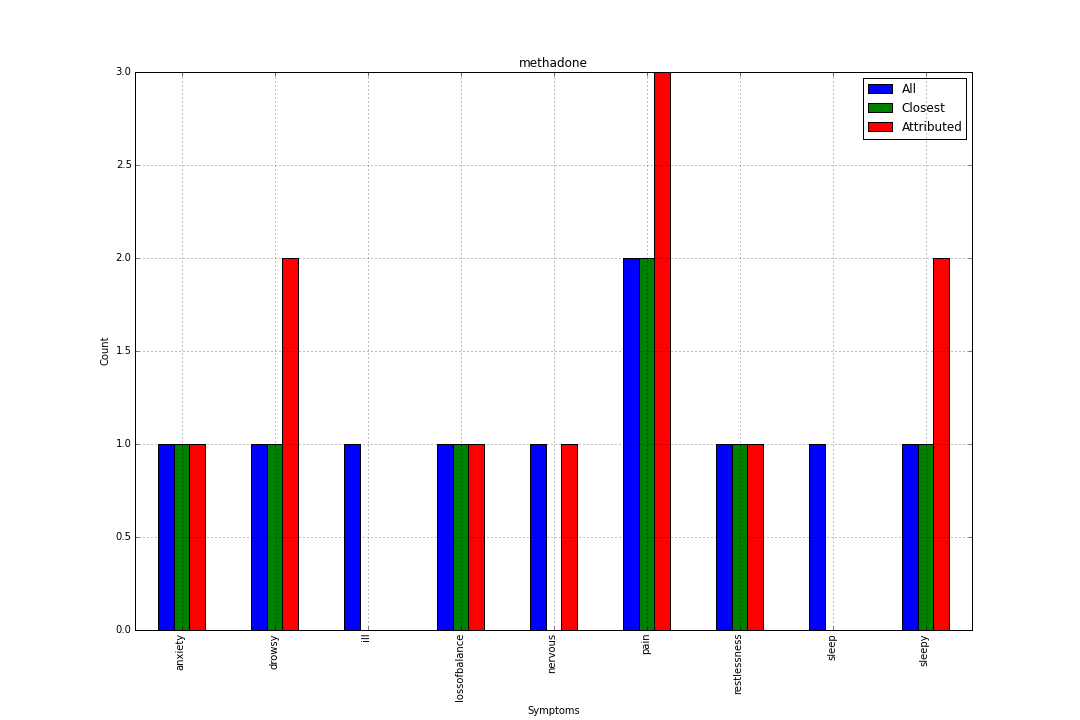 methadone
All
Closest
Attributed
3.0
2.5
2.0
1.5
1.0
0.5
0.0
Count
anxiety
drowsy
ill
lossofbalance
nervous
pain
restlessness
sleep
sleepy
Symptoms